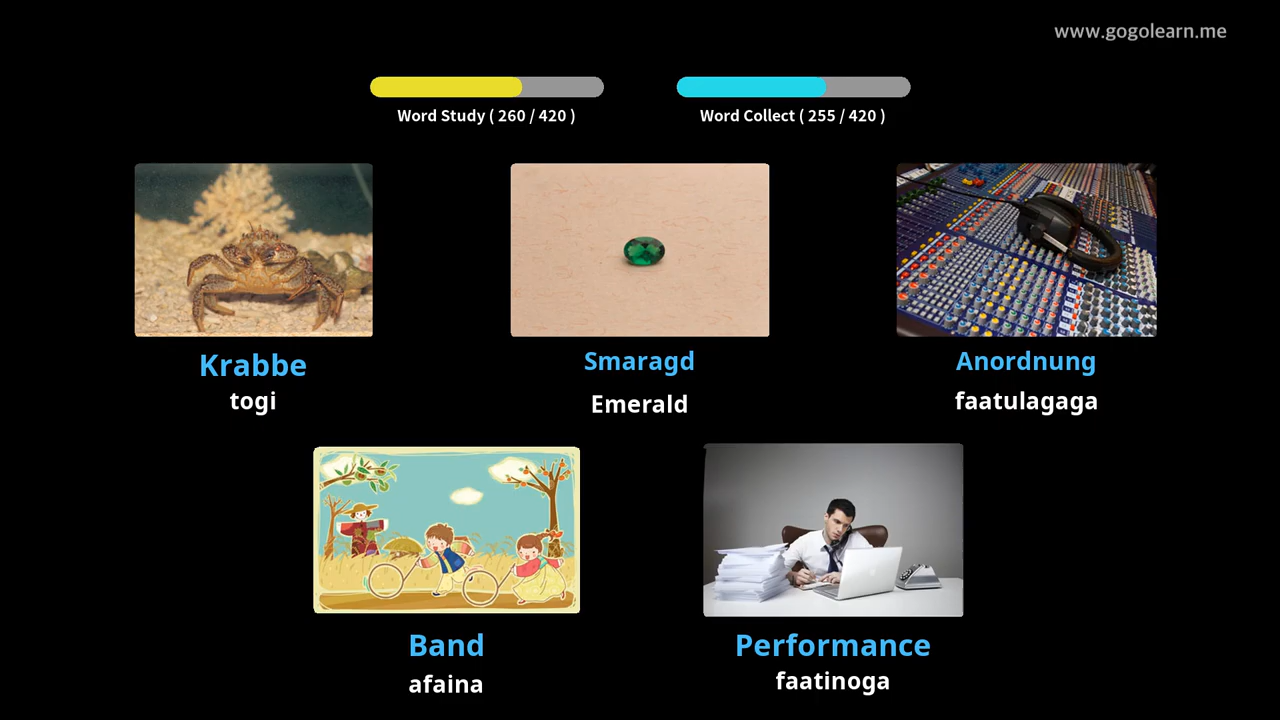 www.gogolearn.me
Word Study ( 260 / 420 )
Word Collect ( 255 / 420 )
Krabbe
togi
Smaragd
Emerald
Anordnung
faatulagaga
Band
afaina
Performance
faatinoga